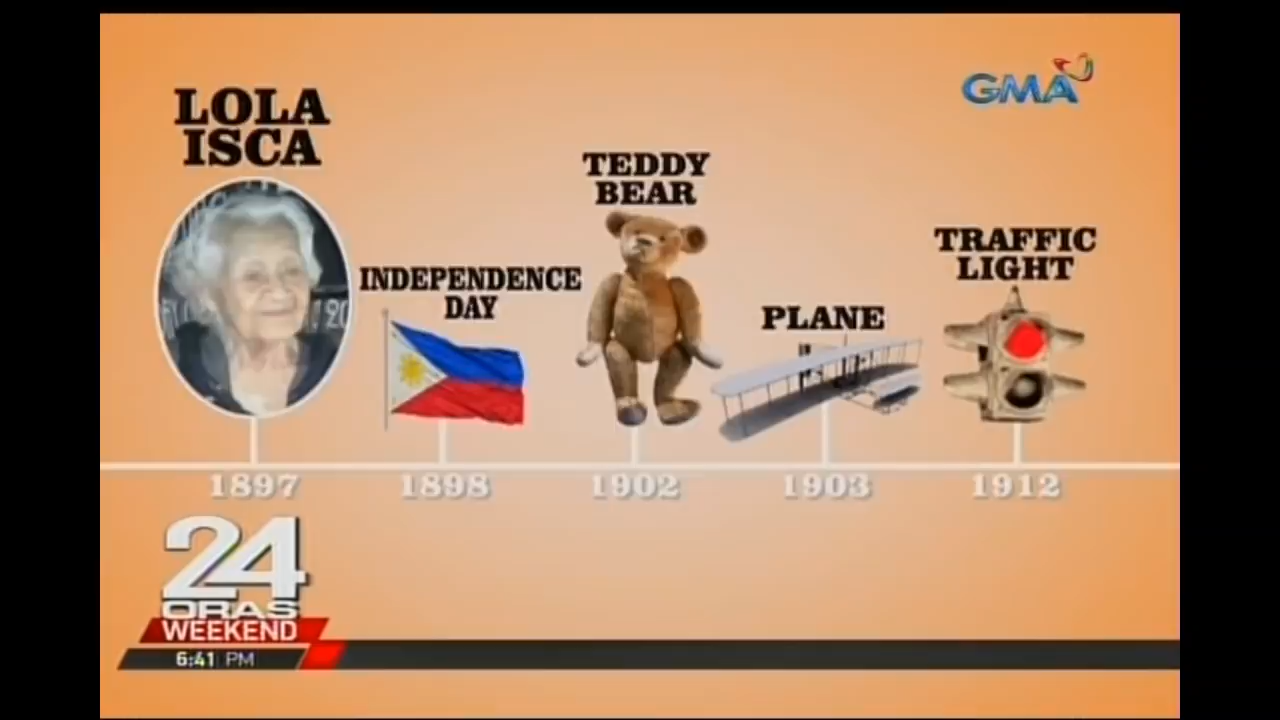 GMA
LOLA
ISCA
TEDDY
BEAR
TRAFFIC
LIGHT
INDEPENDENCE
DAY
PLANE
20
1897
1898
1902
1903
1912
24
ORAS
WEEKEND
6:41 PM